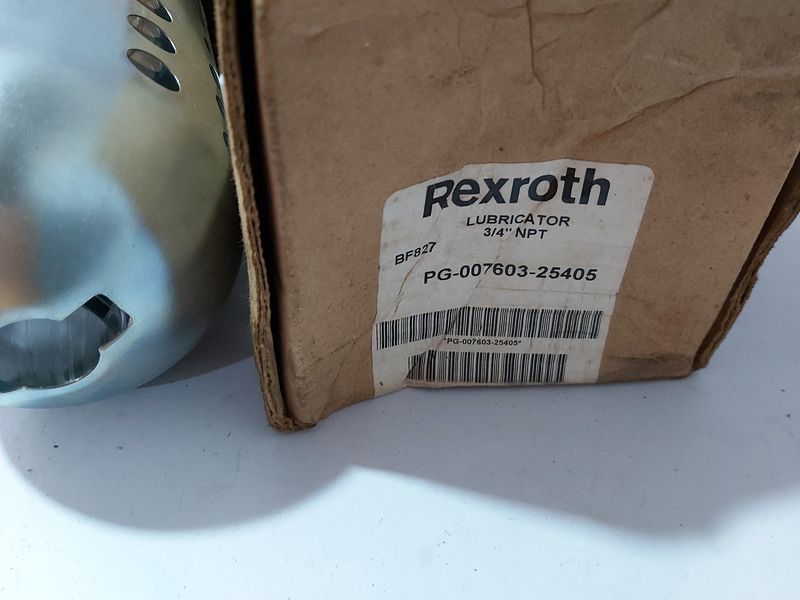 Rexroth
LUBRICATOR
3/4" NPT
BF827
PG-007603-25405
"PG-007603-25405"